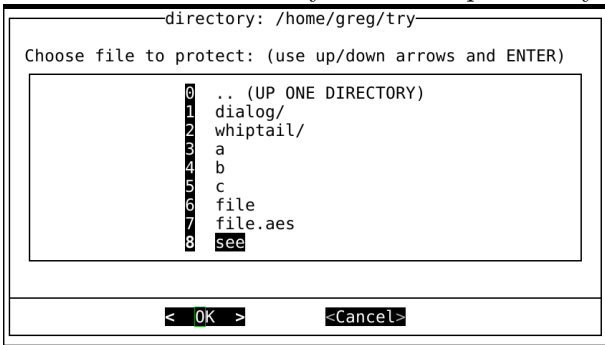 directory: /home/greg/try
Choose file to protect: (use up/down arrows and ENTER)
0 .. (UP ONE DIRECTORY)
1 dialog/
2 whiptail/
3 a
4 b
5 c
6 file
7 file.aes
8 see
< OK > <Cancel>